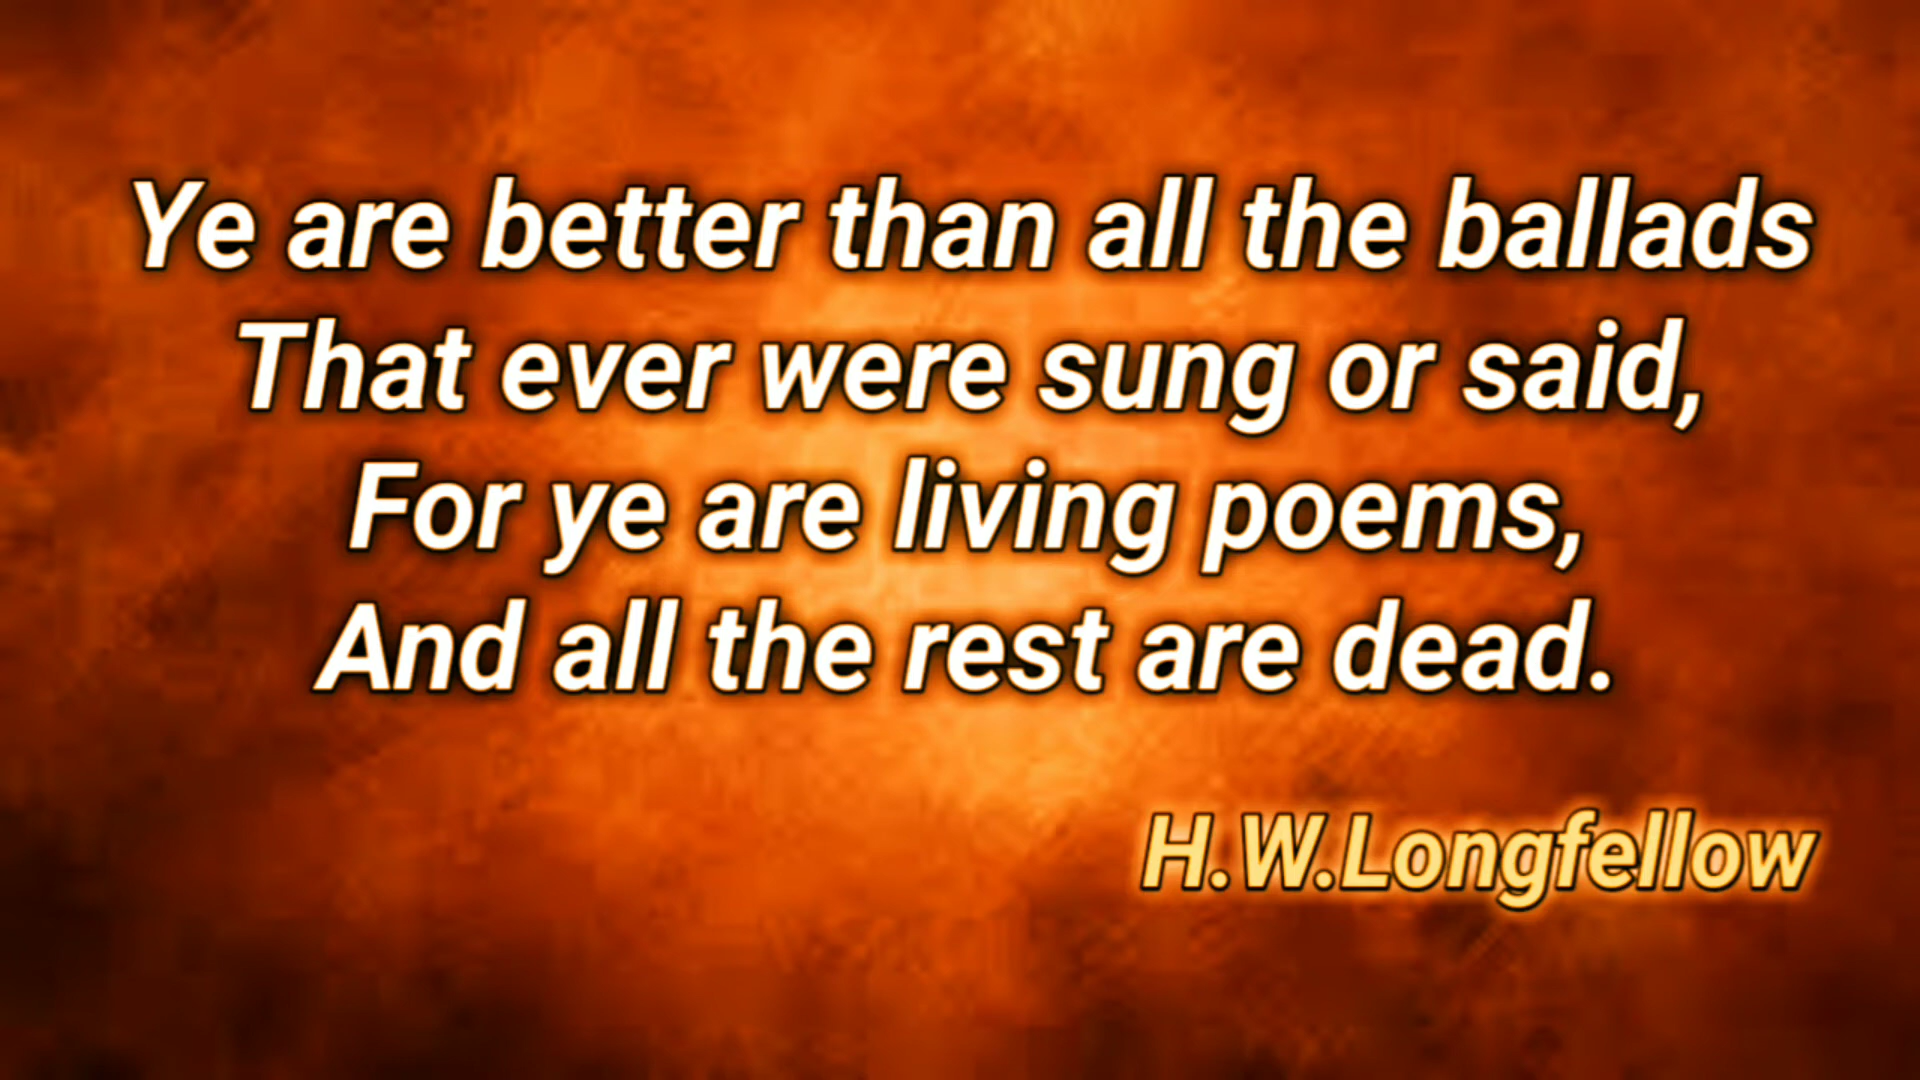 Ye are better than all the ballads
That ever were sung or said,
For ye are living poems,
And all the rest are dead.
H.W.Longfellow